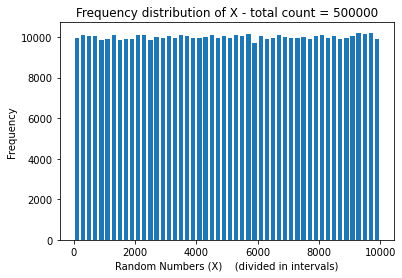 Frequency distribution of X - total count = 500000
10000
8000
6000
4000
2000
0
Frequency
0 2000 4000 6000 8000 10000
Random Numbers (X) (divided in intervals)